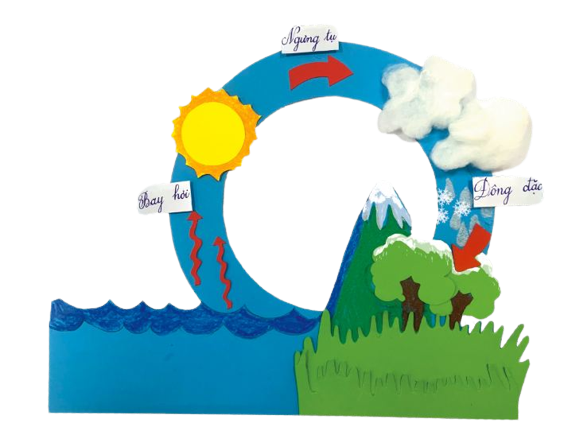 Ngưng tụ
Bay hơi
Đông đặc